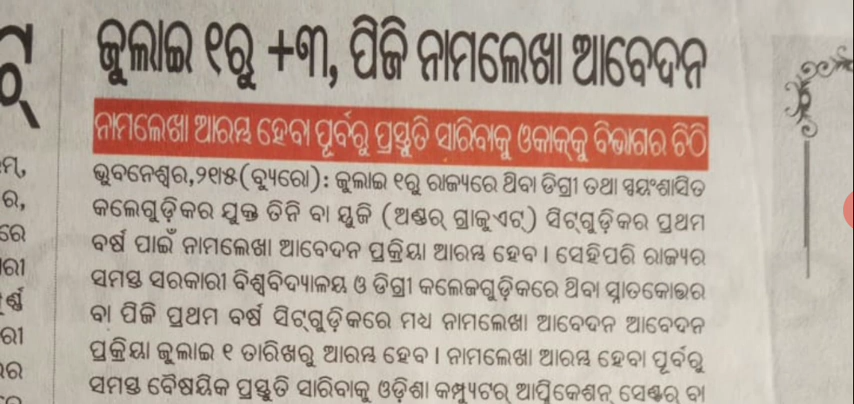 ଜୁଲାଇ ୧ରୁ +୩, ପିଜି ନାମଲେଖା ଆବେଦନ
ନାମଲେଖା ଆରମ୍ଭ ହେବା ପୂର୍ବରୁ ପ୍ରସ୍ତୁତି ସାରିବାକୁ ଓକାକ୍‌କୁ ବିଭାଗର ଚିଠି
ଭୁବନେଶ୍ୱର,୨୧ା୫(ବ୍ୟୁରୋ): ଜୁଲାଇ ୧ରୁ ରାଜ୍ୟରେ ଥିବା ଡିଗ୍ରୀ ତଥା ସ୍ୱୟଂଶାସିତ
କଲେଗୁଡ଼ିକର ଯୁକ୍ତ ତିନି ବା ୟୁଜି (ଅଣ୍ଡର୍ ଗ୍ରାଜୁଏଟ୍) ସିଟ୍‌ଗୁଡ଼ିକର ପ୍ରଥମ
ବର୍ଷ ପାଇଁ ନାମଲେଖା ଆବେଦନ ପ୍ରକ୍ରିୟା ଆରମ୍ଭ ହେବ। ସେହିପରି ରାଜ୍ୟର
ସମସ୍ତ ସରକାରୀ ବିଶ୍ୱବିଦ୍ୟାଳୟ ଓ ଡିଗ୍ରୀ କଲେଜଗୁଡ଼ିକରେ ଥିବା ସ୍ନାତକୋତ୍ତର
ବା ପିଜି ପ୍ରଥମ ବର୍ଷ ସିଟ୍‌ଗୁଡ଼ିକରେ ମଧ୍ୟ ନାମଲେଖା ଆବେଦନ ଆବେଦନ
ପ୍ରକ୍ରିୟା ଜୁଲାଇ ୧ ତାରିଖରୁ ଆରମ୍ଭ ହେବ। ନାମଲେଖା ଆରମ୍ଭ ହେବା ପୂର୍ବରୁ
ସମସ୍ତ ବୈଷୟିକ ପ୍ରସ୍ତୁତି ସାରିବାକୁ ଓଡ଼ିଶା କମ୍ପ୍ୟୁଟର୍ ଆପ୍ଲିକେଶନ୍ ସେଣ୍ଟର୍ ବା